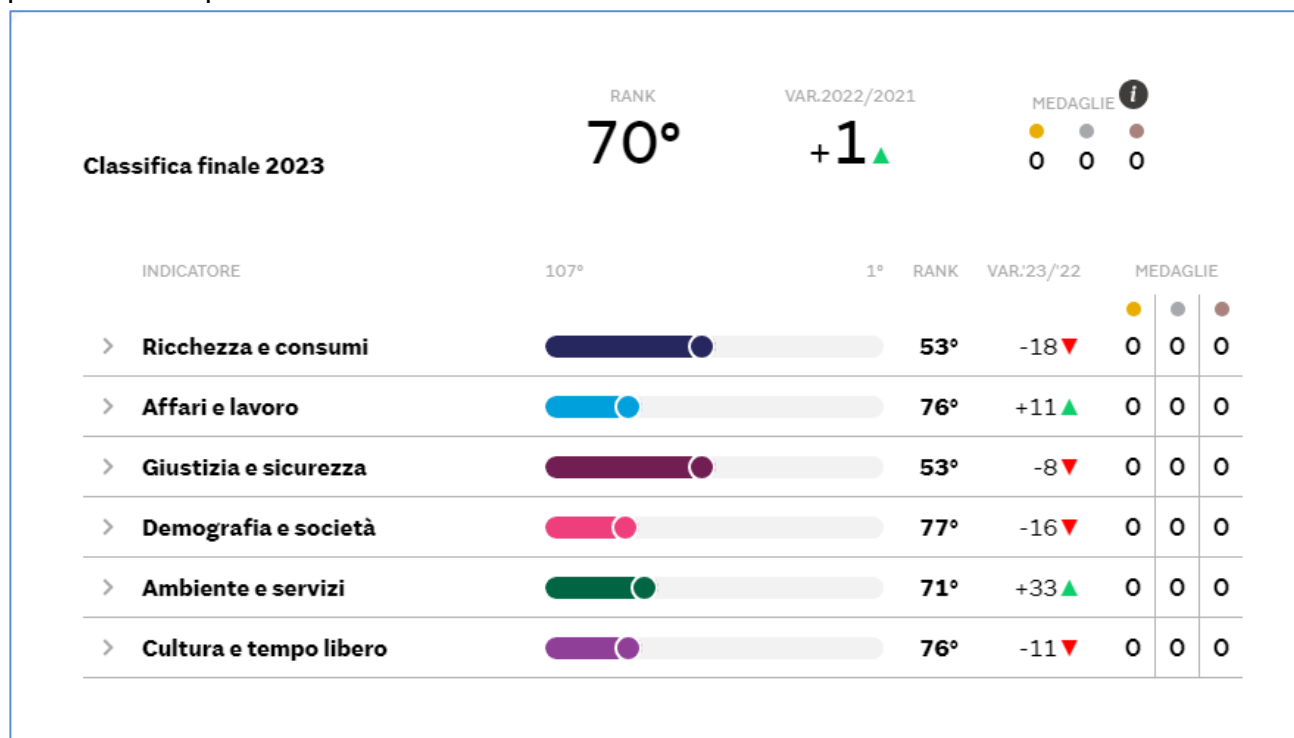 RANK VAR.2022/2021 MEDAGLIE i
Classifica finale 2023 70° +1 0 0 0
INDICATORE 107° 1° RANK VAR.'23/'22 MEDAGLIE
Ricchezza e consumi 53° -18 0 0 0
Affari e lavoro 76° +11 0 0 0
Giustizia e sicurezza 53° -8 0 0 0
Demografia e società 77° -16 0 0 0
Ambiente e servizi 71° +33 0 0 0
Cultura e tempo libero 76° -11 0 0 0